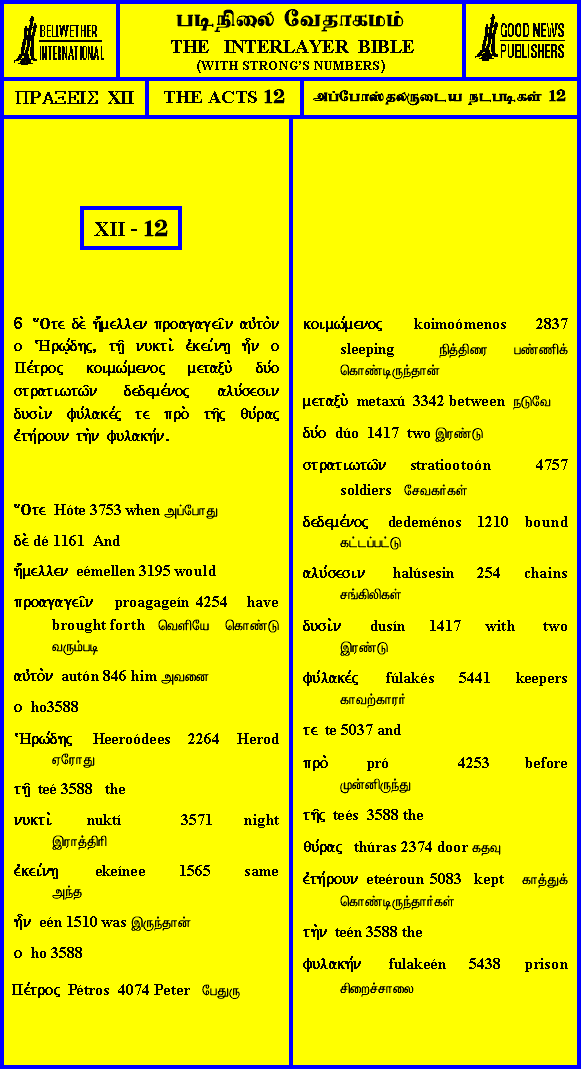 BELLWETHER
INTERNATIONAL
படிநிலை வேதாகமம்
THE INTERLAYER BIBLE
(WITH STRONG'S NUMBERS)
GOOD NEWS
PUBLISHERS
ΠΡΑΞΕΙΣ XII
THE ACTS 12
அப்போஸ்தலருடைய நடபடிகள் 12
XII - 12
6 Ὅτε δὲ ἤμελλεν προαγαγεῖν αὐτὸν
ο Ἡρῴδης, τῇ νυκτὶ ἐκείνῃ ἦν ο
Πέτρος κοιμώμενος μεταξὺ δύο
στρατιωτῶν δεδεμένος αλύσεσιν
δυσὶν φύλακές τε πρὸ τῆς θύρας
ἐτήρουν τὴν φυλακήν.
Ὅτε Hóte 3753 when அப்போது
δὲ dé 1161 And
ἤμελλεν eémellen 3195 would
προαγαγεῖν proagageín 4254 have
brought forth வெளியே கொண்டு
வரும்படி
αὐτὸν autón 846 him அவனை
ο ho3588
Ἡρώδης Heeroódees 2264 Herod
ஏரோது
τῇ teé 3588 the
νυκτὶ nuktí 3571 night
இராத்திரி
ἐκείνῃ ekeínee 1565 same
அந்த
ἦν eén 1510 was இருந்தான்
ο ho 3588
Πέτρος Pétros 4074 Peter பேதுரு
κοιμώμενος koimoómenos 2837
sleeping நித்திரை பண்ணிக்
கொண்டிருந்தான்
μεταξὺ metaxú 3342 between நடுவே
δύο dúo 1417 two இரண்டு
στρατιωτῶν stratiootoón 4757
soldiers சேவகர்கள்
δεδεμένος dedeménos 1210 bound
கட்டப்பட்டு
αλύσεσιν halúsesin 254 chains
சங்கிலிகள்
δυσὶν dusín 1417 with two
இரண்டு
φύλακές fúlakés 5441 keepers
காவற்காரர்
τε te 5037 and
πρὸ pró 4253 before
முன்னிருந்து
τῆς teés 3588 the
θύρας thúras 2374 door கதவு
ἐτήρουν eteéroun 5083 kept காத்துக்
கொண்டிருந்தார்கள்
τὴν teén 3588 the
φυλακήν fulakeén 5438 prison
சிறைச்சாலை